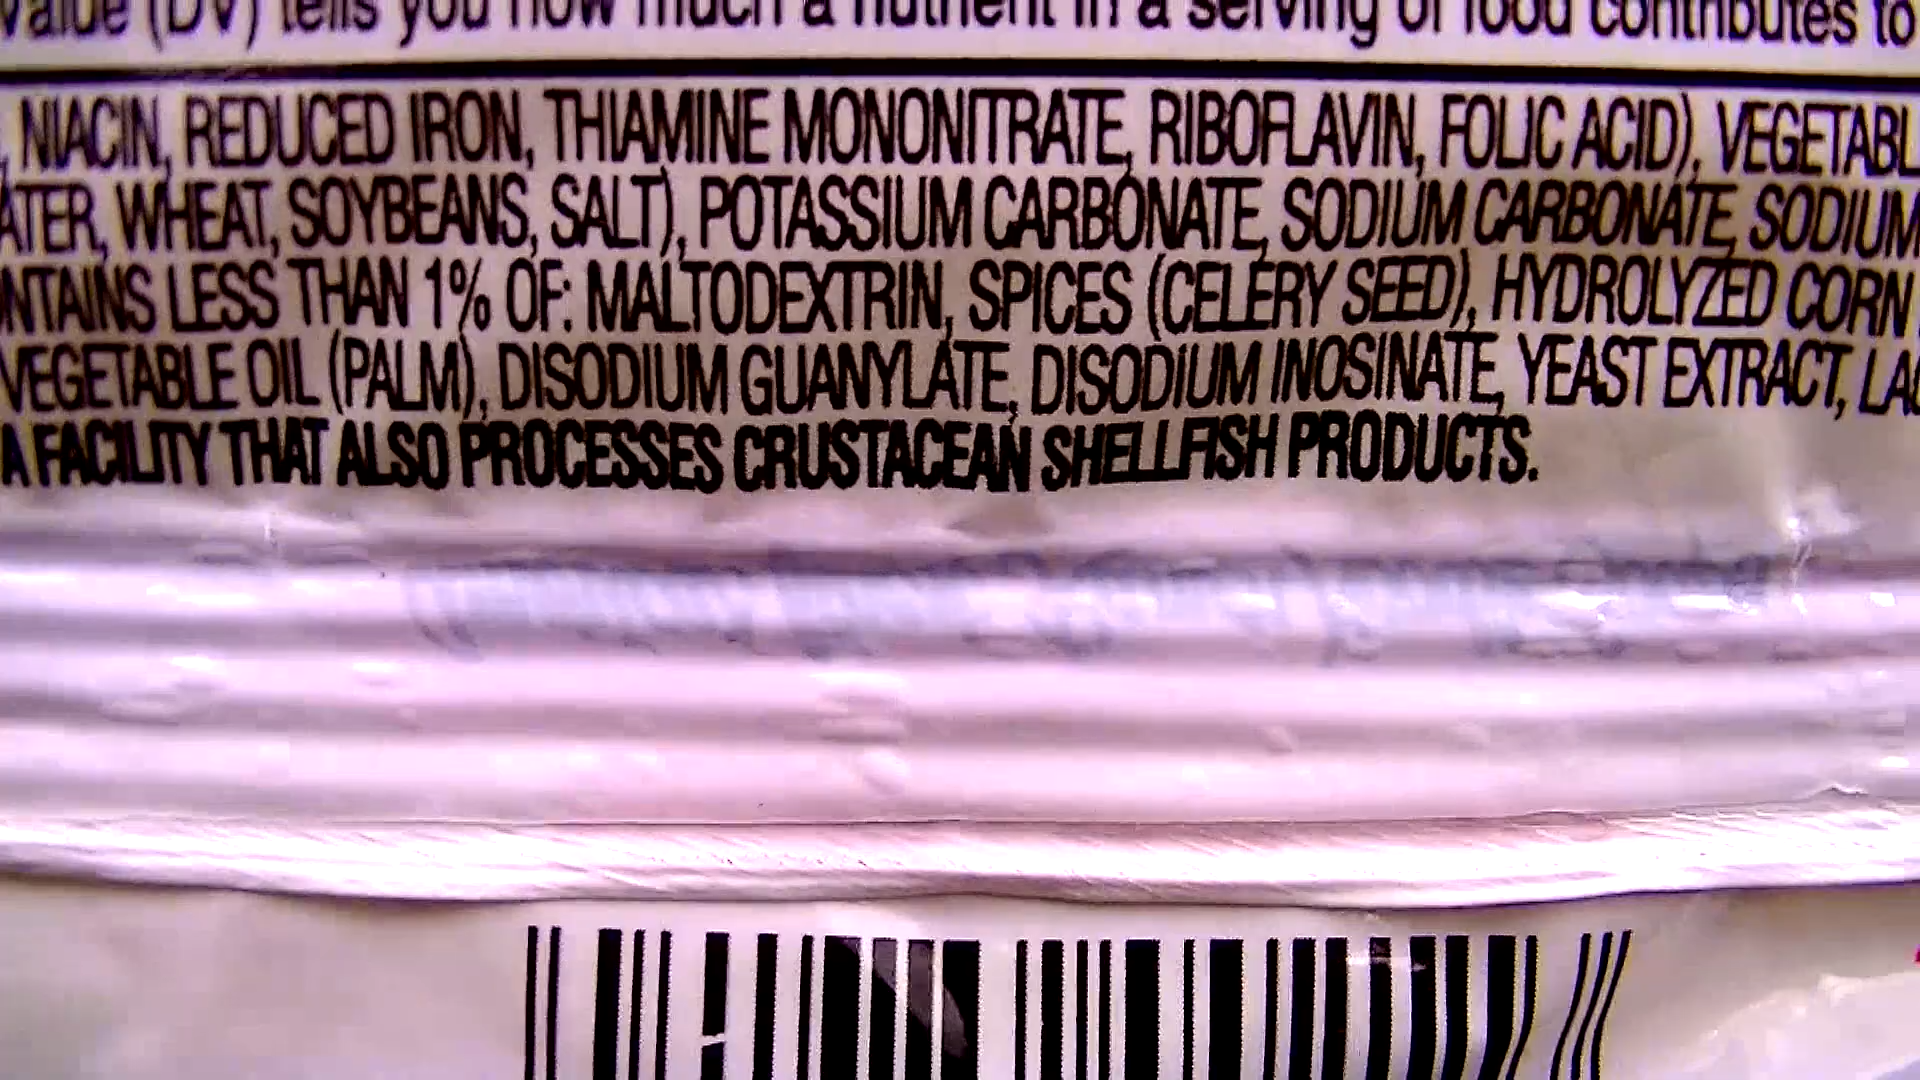 Value (DV) tells you how much a nutrient in a serving of food contributes to
, NIACIN, REDUCED IRON, THIAMINE MONONITRATE, RIBOFLAVIN, FOLIC ACID), VEGETABL
ATER, WHEAT, SOYBEANS, SALT), POTASSIUM CARBONATE, SODIUM CARBONATE, SODIUM
NTAINS LESS THAN 1% OF: MALTODEXTRIN, SPICES (CELERY SEED), HYDROLYZED CORN
VEGETABLE OIL (PALM), DISODIUM GUANYLATE, DISODIUM INOSINATE, YEAST EXTRACT, LAC
A FACILITY THAT ALSO PROCESSES CRUSTACEAN SHELLFISH PRODUCTS.